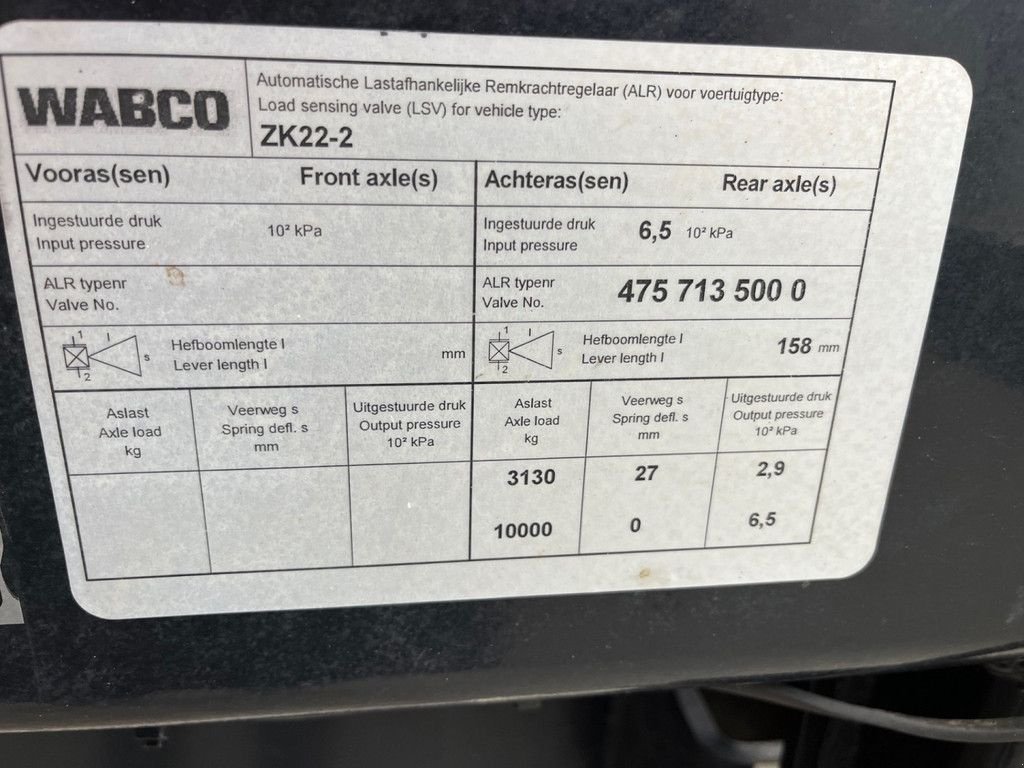 WABCO
Automatische Lastafhankelijke Remkrachtregelaar (ALR) voor voertuigtype:
Load sensing valve (LSV) for vehicle type:
ZK22-2
Vooras(sen) Front axle(s)
Achteras(sen) Rear axle(s)
Ingestuurde druk
Input pressure
10² kPa
Ingestuurde druk
Input pressure
6,5 10² kPa
ALR typenr
Valve No.
ALR typenr
Valve No.
475 713 500 0
1 l
s
2
Hefboomlengte l
Lever length l
mm
1 l
s
2
Hefboomlengte l
Lever length l
158 mm
Aslast
Axle load
kg
Veerweg s
Spring defl. s
mm
Uitgestuurde druk
Output pressure
10² kPa
Aslast
Axle load
kg
Veerweg s
Spring defl. s
mm
Uitgestuurde druk
Output pressure
10² kPa
3130 27 2,9
10000 0 6,5